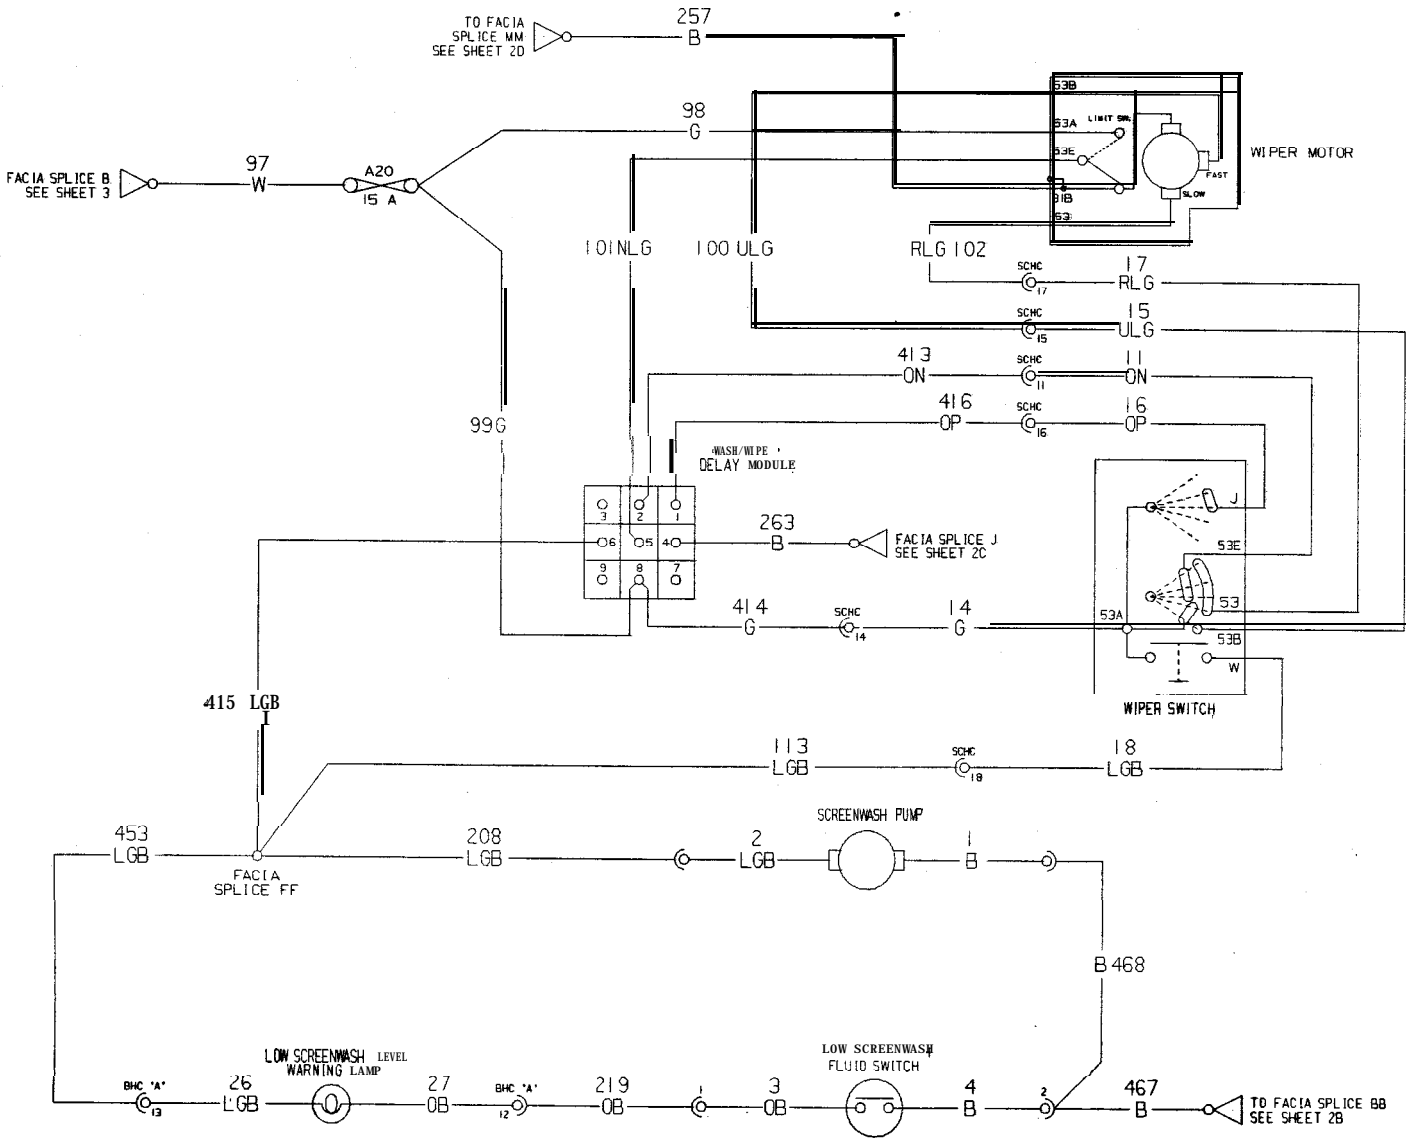 TO FACIA
SPLICE MM
SEE SHEET 2D
257
B
98
G
53B
LIMIT SW.
53A
53E
31B
53
FAST
SLOW
WIPER MOTOR
FACIA SPLICE B
SEE SHEET 3
97
W
A20
15 A
101NLG
100 ULG
RLG 102
SCHC
17
17
RLG
SCHC
15
15
ULG
413
ON
SCHC
11
11
ON
416
OP
SCHC
16
16
OP
99G
WASH/WIPE
DELAY MODULE
3
2
1
6
5
4
9
8
7
263
B
FACIA SPLICE J
SEE SHEET 2C
J
53E
53
53A
53B
W
WIPER SWITCH
414
G
SCHC
14
14
G
415 LGB
113
LGB
SCHC
18
18
LGB
SCREENWASH PUMP
453
LGB
208
LGB
2
LGB
1
B
FACIA
SPLICE FF
B 468
LOW SCREENWASH LEVEL
WARNING LAMP
LOW SCREENWASH
FLUID SWITCH
BHC 'A'
13
26
LGB
27
OB
BHC 'A'
12
219
OB
1
3
OB
4
B
2
467
B
TO FACIA SPLICE BB
SEE SHEET 2B